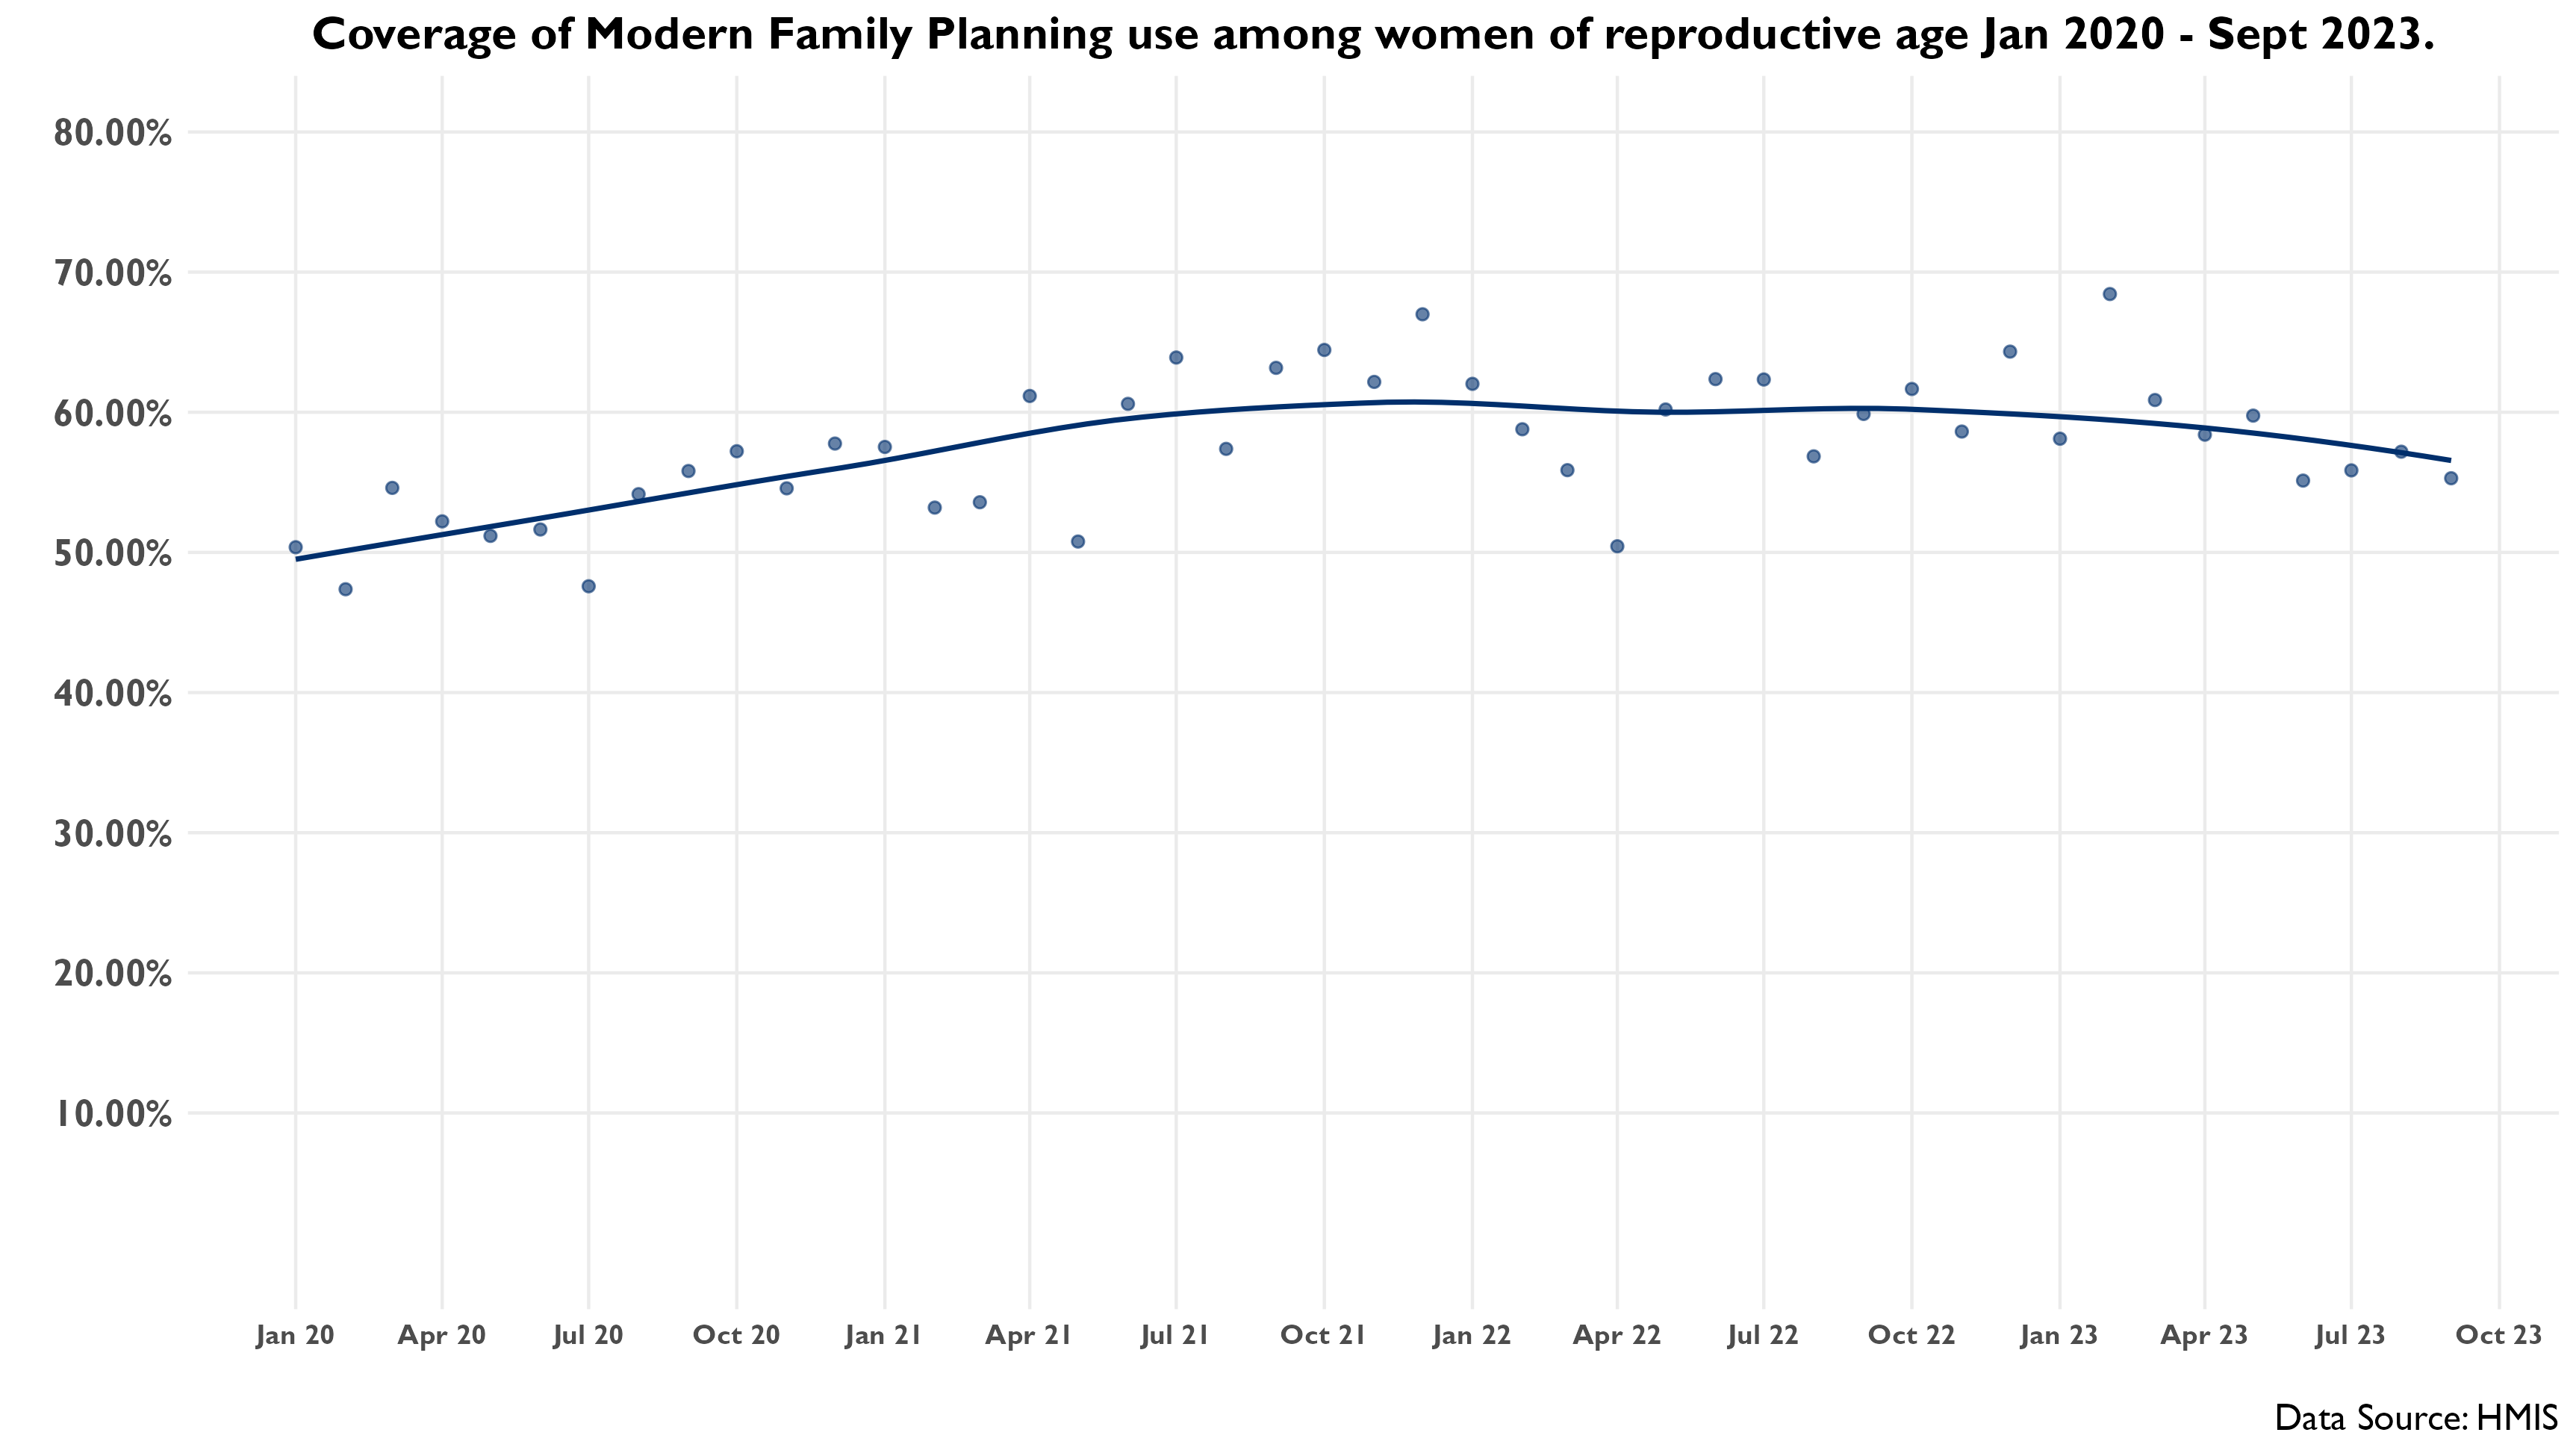 Coverage of Modern Family Planning use among women of reproductive age Jan 2020 - Sept 2023.
80.00%
70.00%
60.00%
50.00%
40.00%
30.00%
20.00%
10.00%
Jan 20 Apr 20 Jul 20 Oct 20 Jan 21 Apr 21 Jul 21 Oct 21 Jan 22 Apr 22 Jul 22 Oct 22 Jan 23 Apr 23 Jul 23 Oct 23
Data Source: HMIS